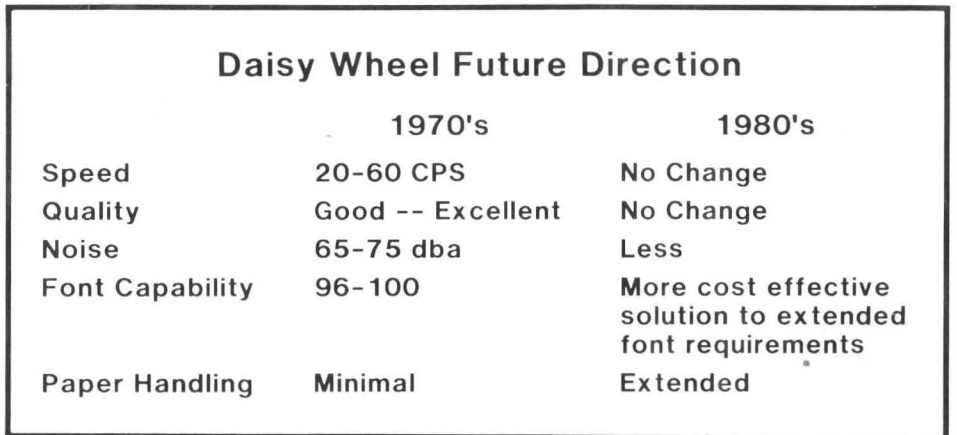 Daisy Wheel Future Direction
1970's 1980's
Speed 20-60 CPS No Change
Quality Good -- Excellent No Change
Noise 65-75 dba Less
Font Capability 96-100 More cost effective
solution to extended
font requirements
Paper Handling Minimal Extended